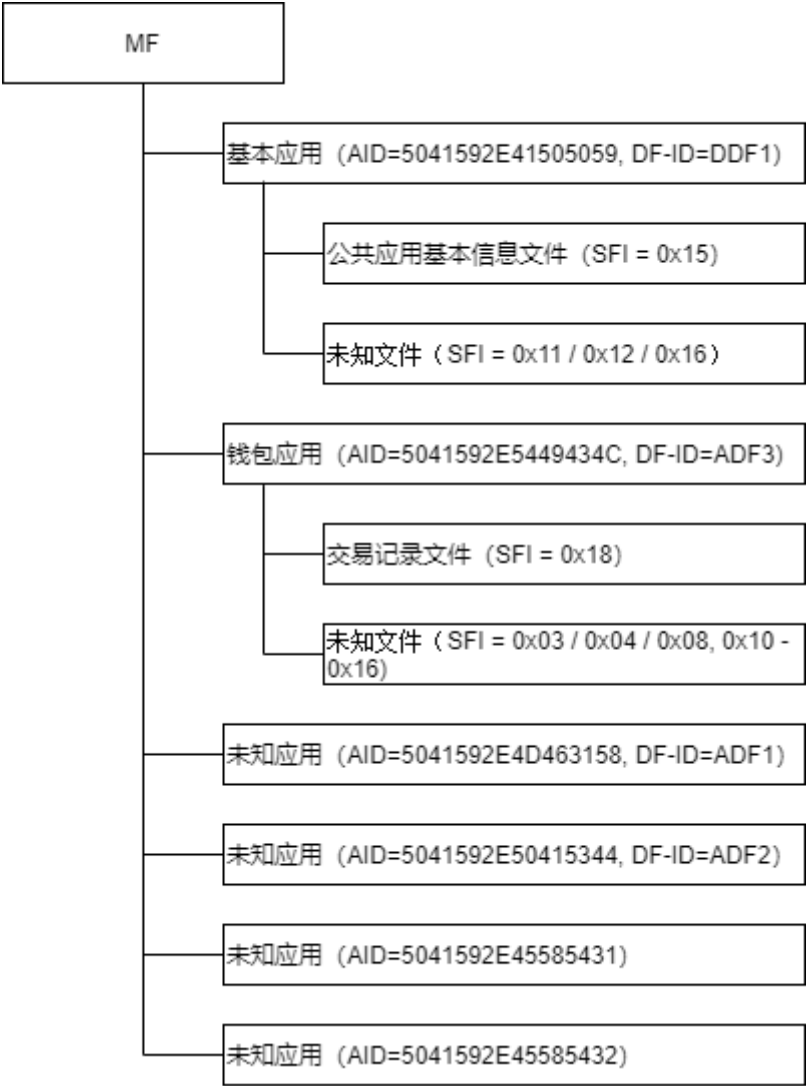 MF
基本应用（AID=5041592E41505059, DF-ID=DDF1）
公共应用基本信息文件（SFI = 0x15）
未知文件（SFI = 0x11 / 0x12 / 0x16）
钱包应用（AID=5041592E5449434C, DF-ID=ADF3）
交易记录文件（SFI = 0x18）
未知文件（SFI = 0x03 / 0x04 / 0x08, 0x10 -
0x16)
未知应用（AID=5041592E4D463158, DF-ID=ADF1）
未知应用（AID=5041592E50415344, DF-ID=ADF2）
未知应用（AID=5041592E45585431）
未知应用（AID=5041592E45585432）